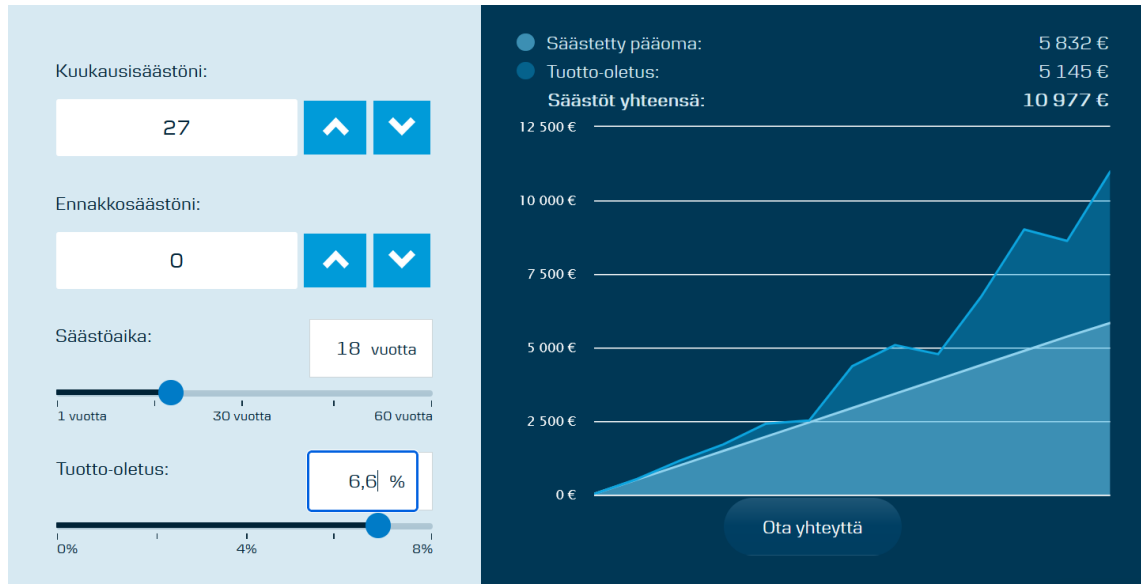 Kuukausisäästöni:
27
Ennakkosäästöni:
0
Säästöaika:
18 vuotta
1 vuotta 30 vuotta 60 vuotta
Tuotto-oletus:
6,6 %
0% 4% 8%
Säästetty pääoma: 5 832 €
Tuotto-oletus: 5 145 €
Säästöt yhteensä: 10 977 €
12 500 €
10 000 €
7 500 €
5 000 €
2 500 €
0 €
Ota yhteyttä